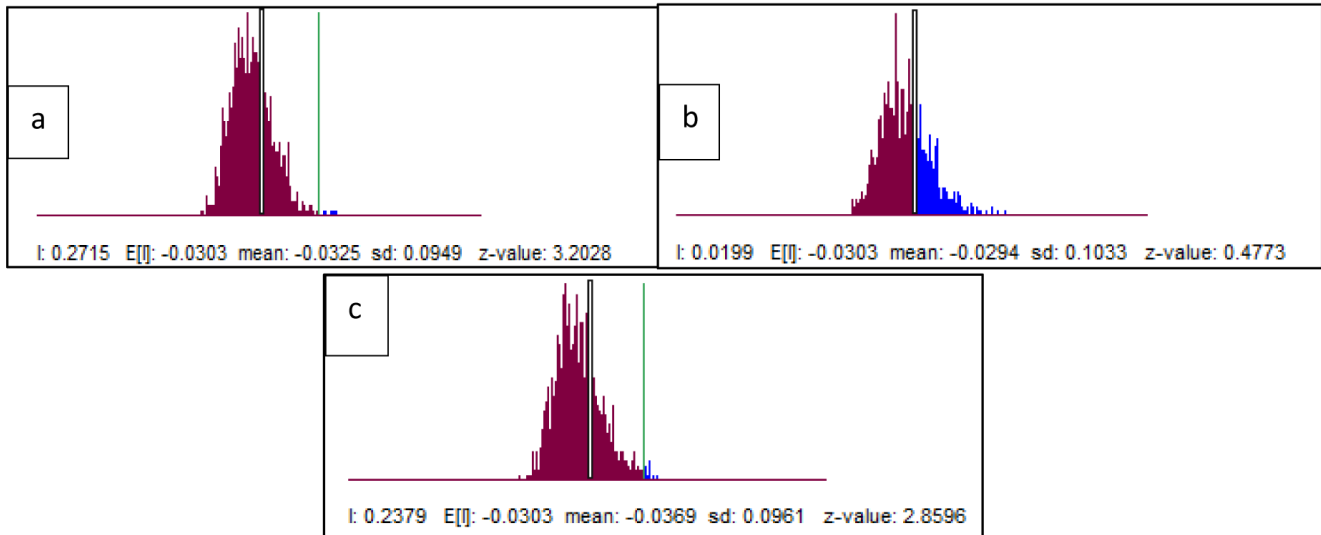 a
I: 0.2715 E[I]: -0.0303 mean: -0.0325 sd: 0.0949 z-value: 3.2028
b
I: 0.0199 E[I]: -0.0303 mean: -0.0294 sd: 0.1033 z-value: 0.4773
c
I: 0.2379 E[I]: -0.0303 mean: -0.0369 sd: 0.0961 z-value: 2.8596